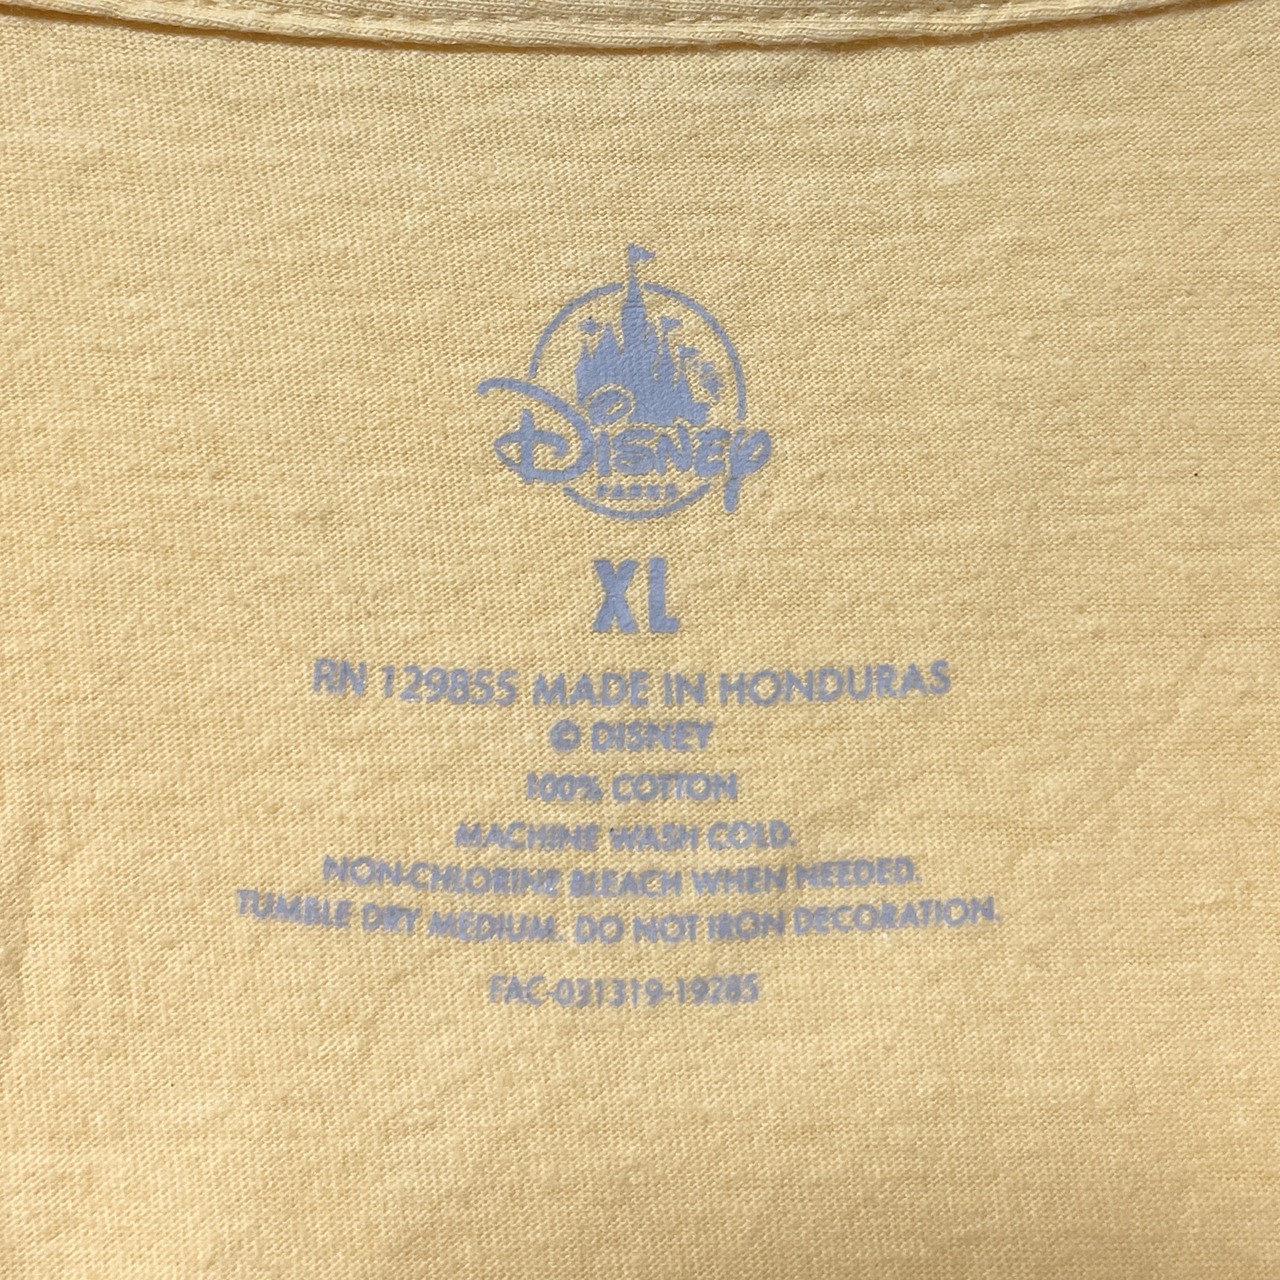 Disney
PARKS
XL
RN 129855 MADE IN HONDURAS
© DISNEY
100% COTTON
MACHINE WASH COLD.
NON-CHLORINE BLEACH WHEN NEEDED.
TUMBLE DRY MEDIUM. DO NOT IRON DECORATION.
FAC-031319-19285